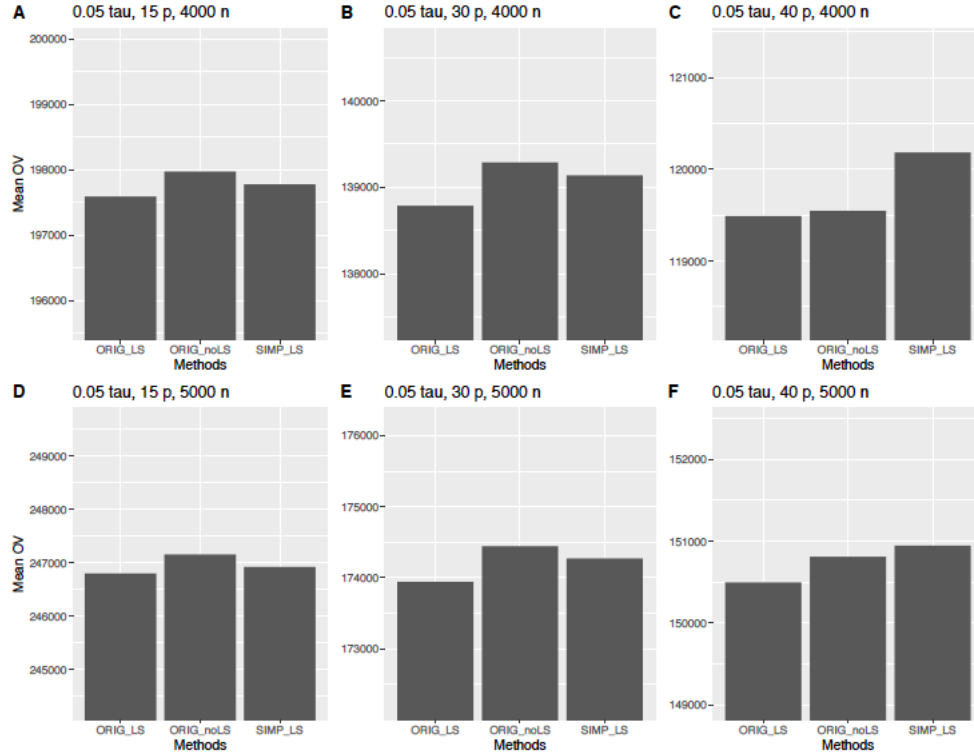 A 0.05 tau, 15 p, 4000 n
200000
199000
198000
197000
196000
Mean OV
ORIG_LS ORIG_noLS SIMP_LS
Methods
B 0.05 tau, 30 p, 4000 n
140000
139000
138000
ORIG_LS ORIG_noLS SIMP_LS
Methods
C 0.05 tau, 40 p, 4000 n
121000
120000
119000
ORIG_LS ORIG_noLS SIMP_LS
Methods
D 0.05 tau, 15 p, 5000 n
249000
248000
247000
246000
245000
Mean OV
ORIG_LS ORIG_noLS SIMP_LS
Methods
E 0.05 tau, 30 p, 5000 n
176000
175000
174000
173000
ORIG_LS ORIG_noLS SIMP_LS
Methods
F 0.05 tau, 40 p, 5000 n
152000
151000
150000
149000
ORIG_LS ORIG_noLS SIMP_LS
Methods